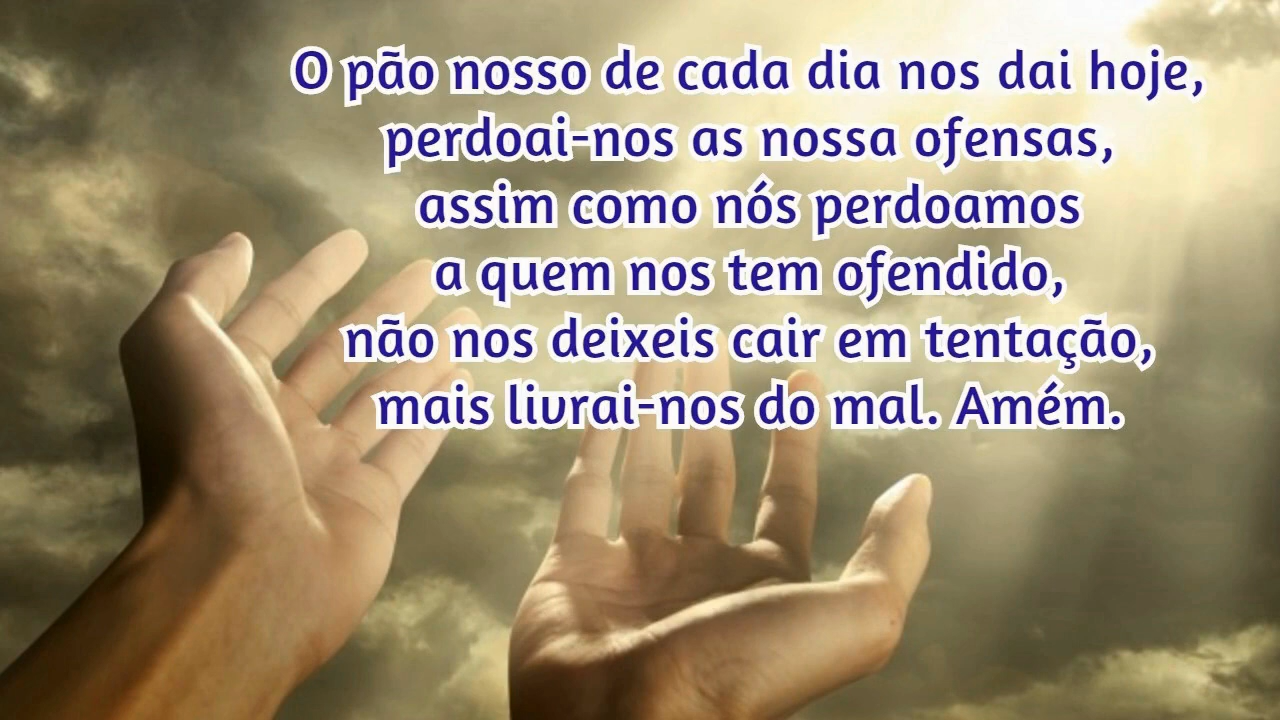 O pão nosso de cada dia nos dai hoje,
perdoai-nos as nossa ofensas,
assim como nós perdoamos
a quem nos tem ofendido,
não nos deixeis cair em tentação,
mais livrai-nos do mal. Amém.